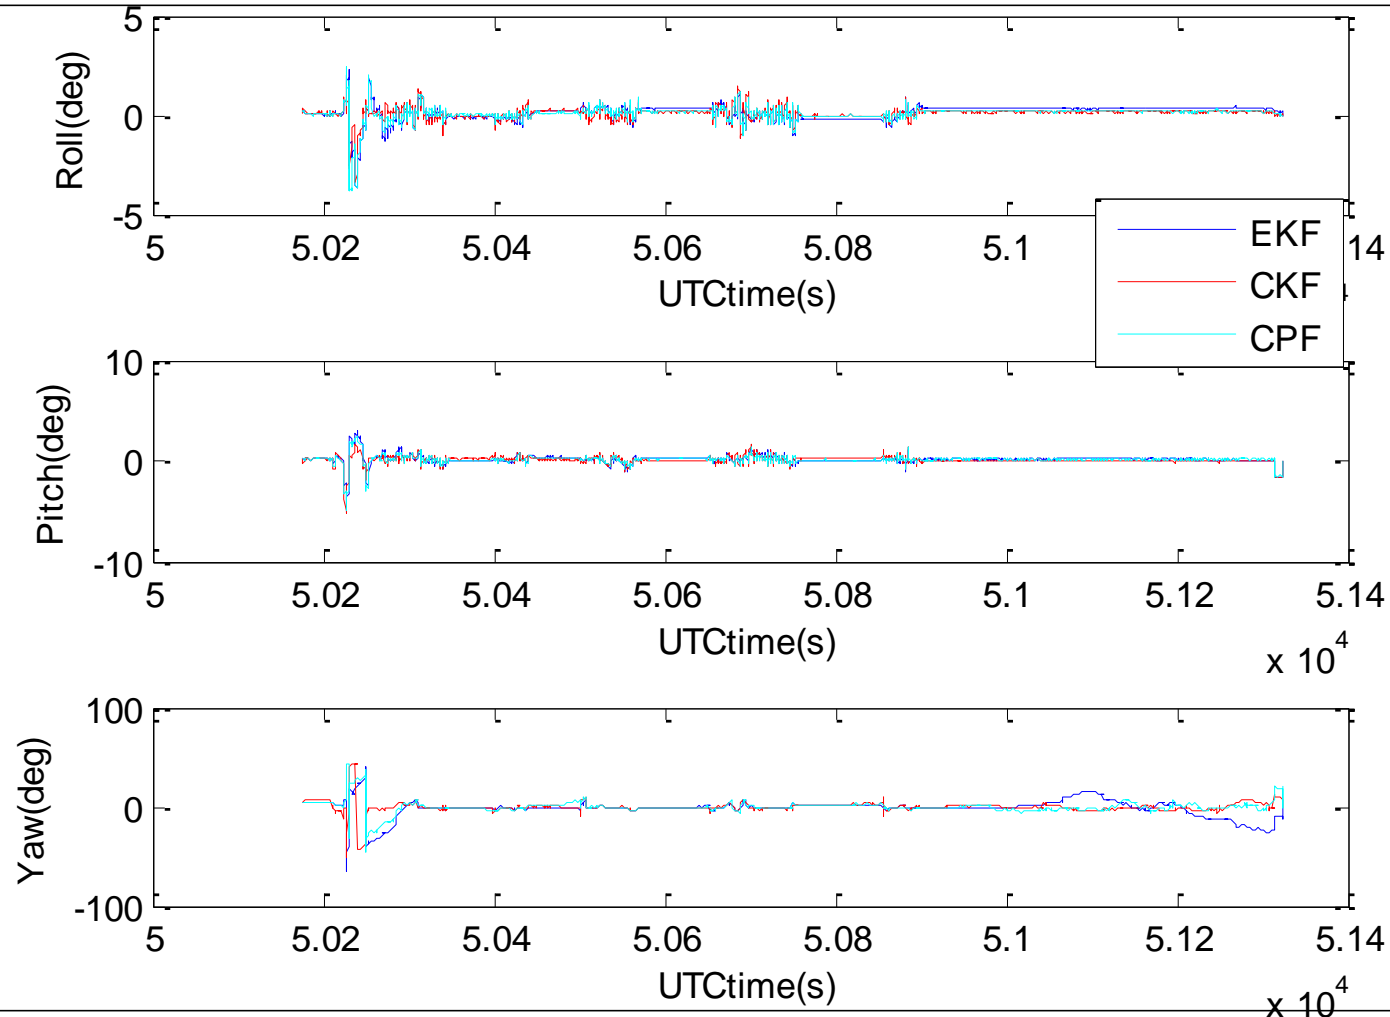 5
0
-5
Roll(deg)
5 5.02 5.04 5.06 5.08 5.1 14
UTCtime(s)
EKF
CKF
CPF
10
0
-10
Pitch(deg)
5 5.02 5.04 5.06 5.08 5.1 5.12 5.14
UTCtime(s)
x 10^4
100
0
-100
Yaw(deg)
5 5.02 5.04 5.06 5.08 5.1 5.12 5.14
UTCtime(s)
x 10^4